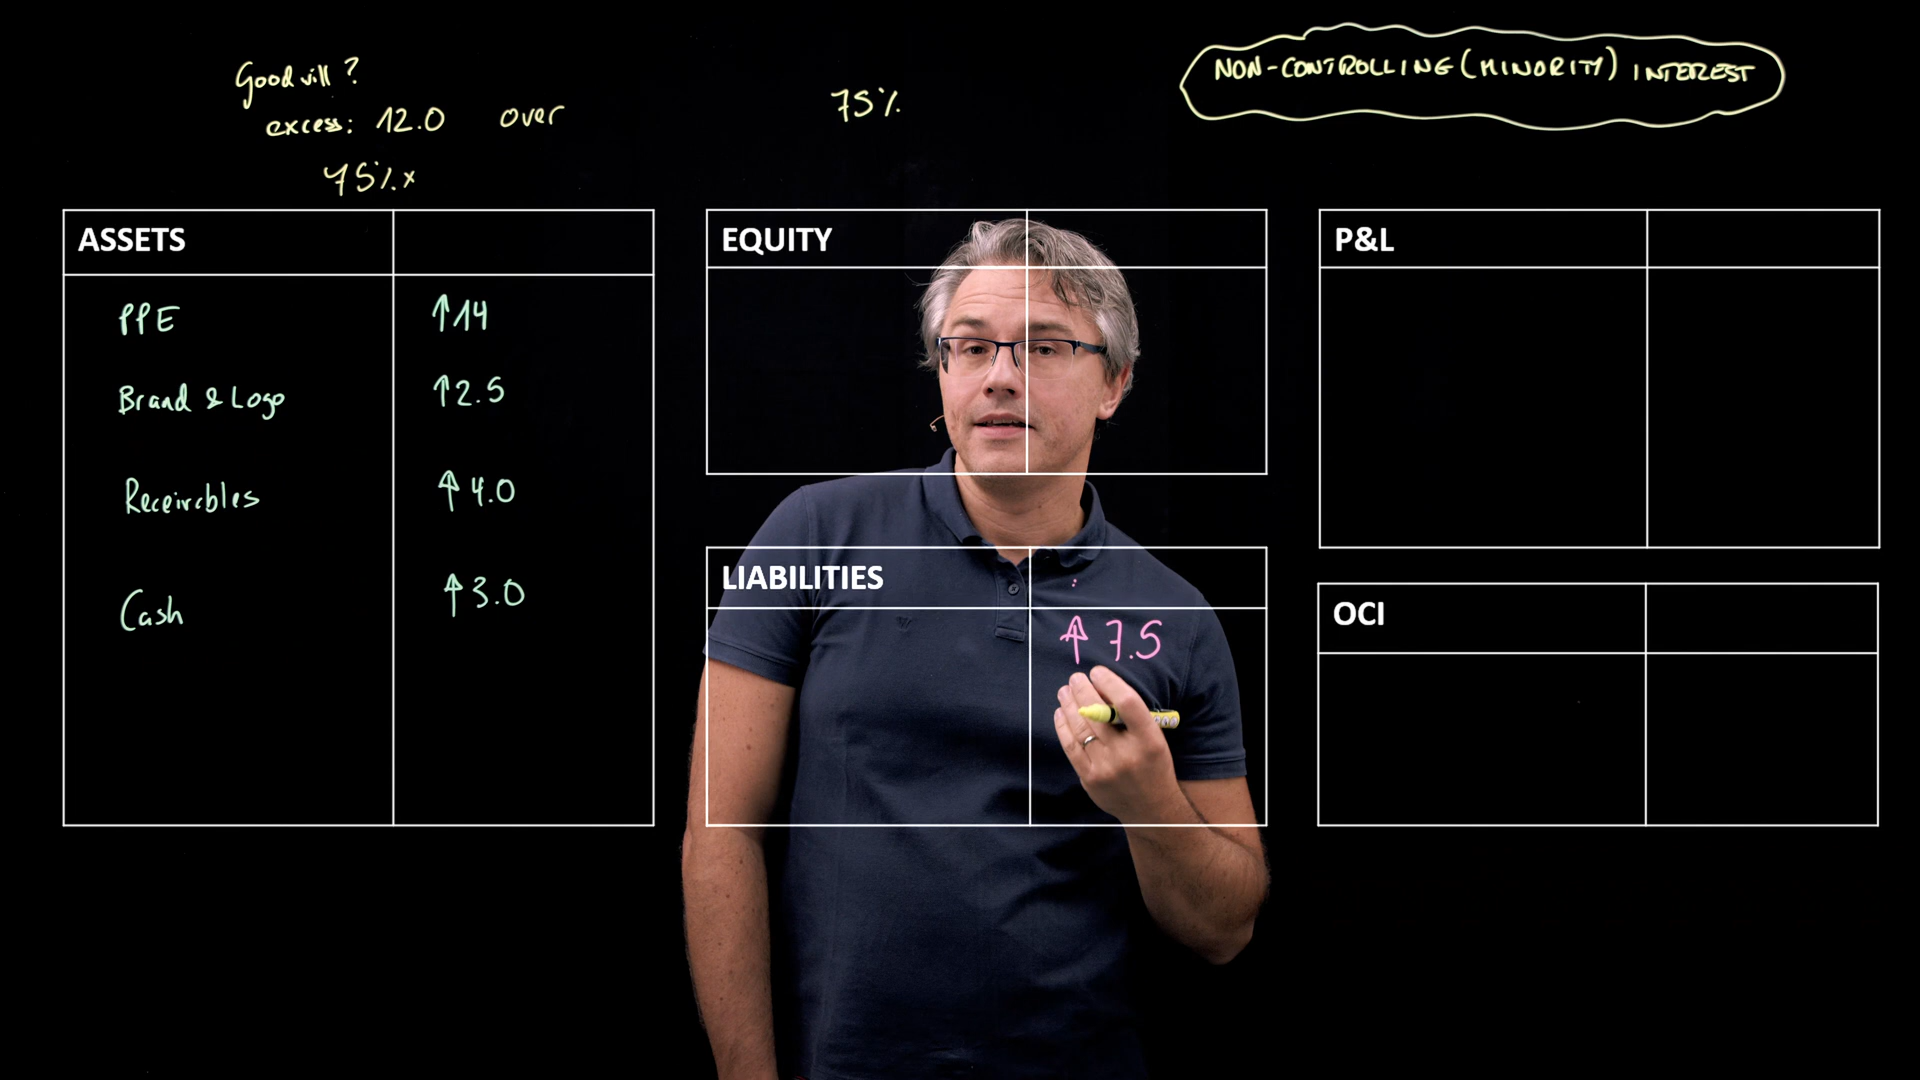 Goodwill?
excess: 12.0 over
75% x
75%
NON-CONTROLLING (MINORITY) INTEREST
ASSETS
PPE ↑14
Brand & Logo ↑2.5
Receivables ↑4.0
Cash ↑3.0
EQUITY
LIABILITIES
↑ 7.5
P&L
OCI